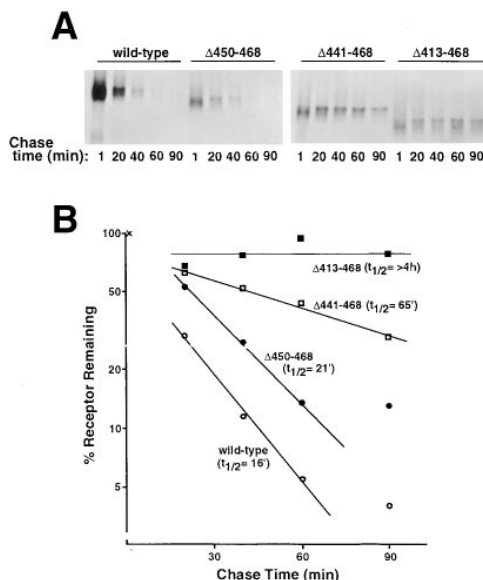 A
wild-type Δ450-468 Δ441-468 Δ413-468
Chase
time (min): 1 20 40 60 90 1 20 40 60 90 1 20 40 60 90 1 20 40 60 90
B
100
Δ413-468 (t1/2= >4h)
50
Δ441-468 (t1/2= 65')
Δ450-468
(t1/2= 21')
20
10
wild-type
(t1/2= 16')
5
% Receptor Remaining
30 60 90
Chase Time (min)